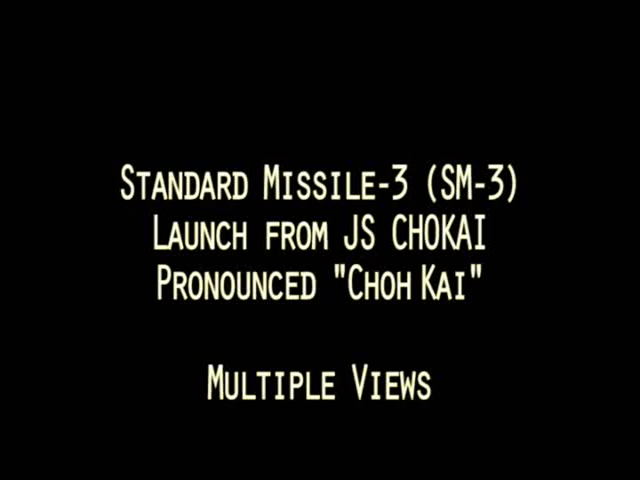 Standard Missile-3 (SM-3)
Launch from JS CHOKAI
Pronounced "Choh Kai"
Multiple Views